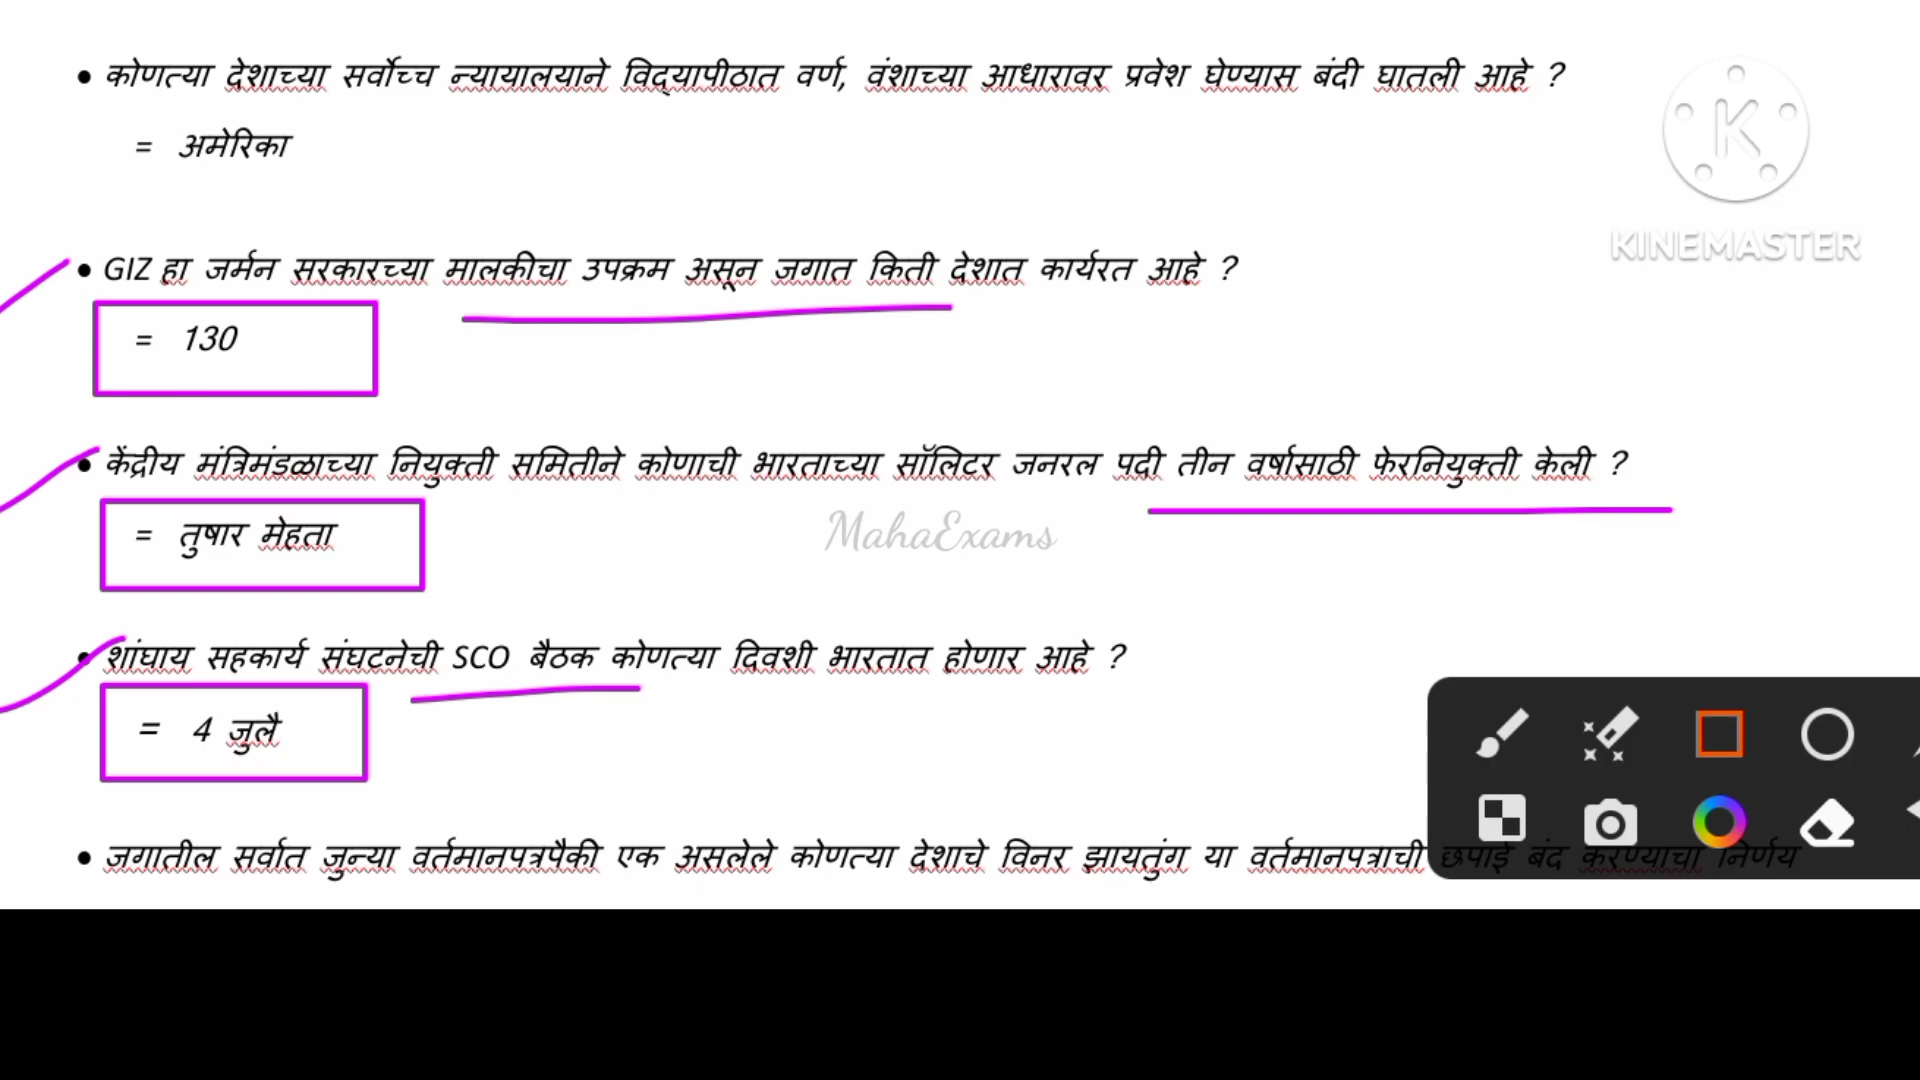 • कोणत्या देशाच्या सर्वोच्च न्यायालयाने विद्यापीठात वर्ण, वंशाच्या आधारावर प्रवेश घेण्यास बंदी घातली आहे ?
= अमेरिका
KINEMASTER
• GIZ हा जर्मन सरकारच्या मालकीचा उपक्रम असून जगात किती देशात कार्यरत आहे ?
= 130
• केंद्रीय मंत्रिमंडळाच्या नियुक्ती समितीने कोणाची भारताच्या सॉलिटर जनरल पदी तीन वर्षासाठी फेरनियुक्ती केली ?
= तुषार मेहता
MahaExams
• शांघाय सहकार्य संघटनेची SCO बैठक कोणत्या दिवशी भारतात होणार आहे ?
= 4 जुलै
• जगातील सर्वात जुन्या वर्तमानपत्रपैकी एक असलेले कोणत्या देशाचे विनर झायतुंग या वर्तमानपत्राची छपाई बंद करण्याचा निर्णय